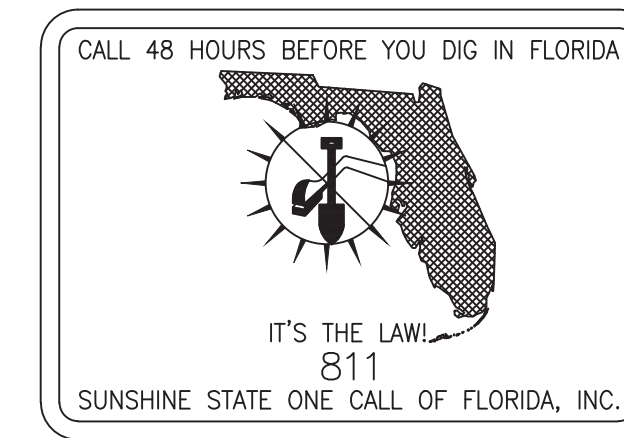 CALL 48 HOURS BEFORE YOU DIG IN FLORIDA
IT'S THE LAW!
811
SUNSHINE STATE ONE CALL OF FLORIDA, INC.